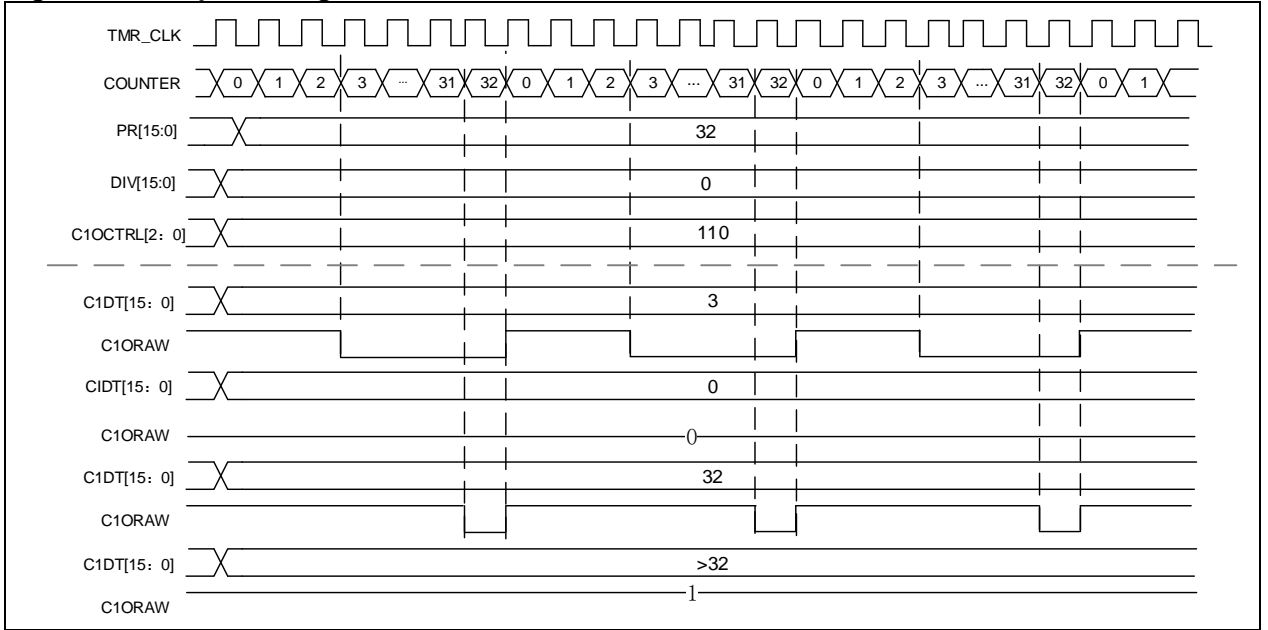 TMR_CLK
COUNTER 0 1 2 3 ... 31 32 0 1 2 3 ... 31 32 0 1 2 3 ... 31 32 0 1
PR[15:0] 32
DIV[15:0] 0
C1OCTRL[2：0] 110
C1DT[15：0] 3
C1ORAW
CIDT[15：0] 0
C1ORAW 0
C1DT[15：0] 32
C1ORAW
C1DT[15：0] >32
C1ORAW 1